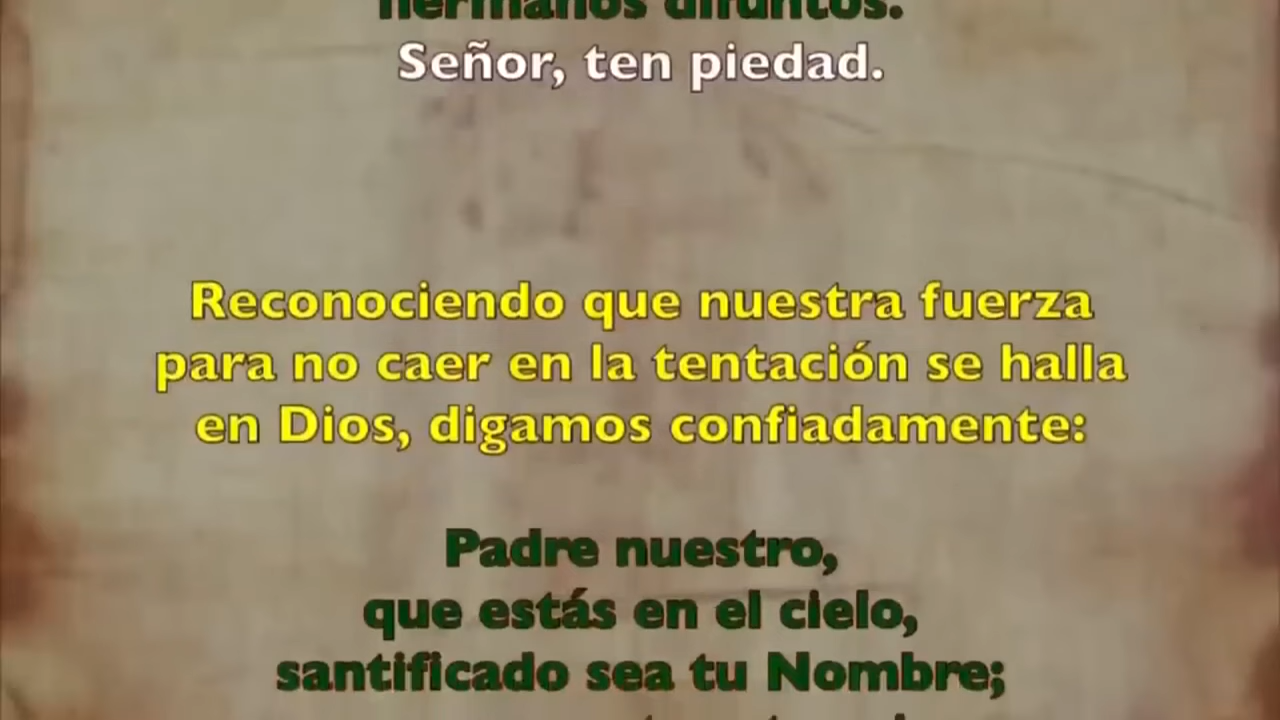 hermanos difuntos.
Señor, ten piedad.
Reconociendo que nuestra fuerza
para no caer en la tentación se halla
en Dios, digamos confiadamente:
Padre nuestro,
que estás en el cielo,
santificado sea tu Nombre;